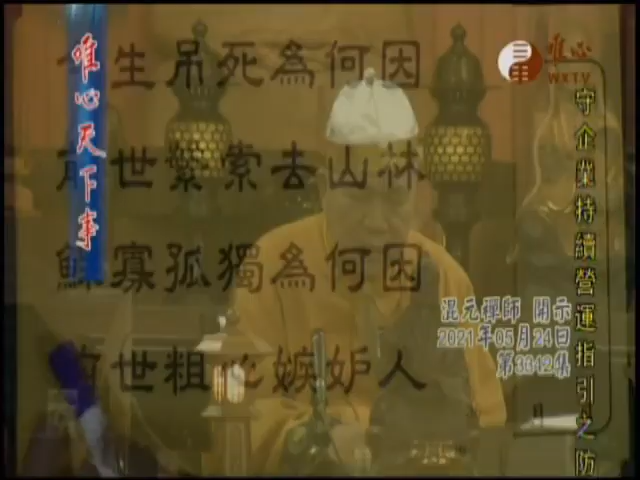 唯心天下事
唯心
WXTV
生吊死為何因
世繫索去山林
鰥寡孤獨為何因
世粗心嫉妒人
混元禪師 開示
2021年05月24日
第3342集
守企業持續營運指引之防